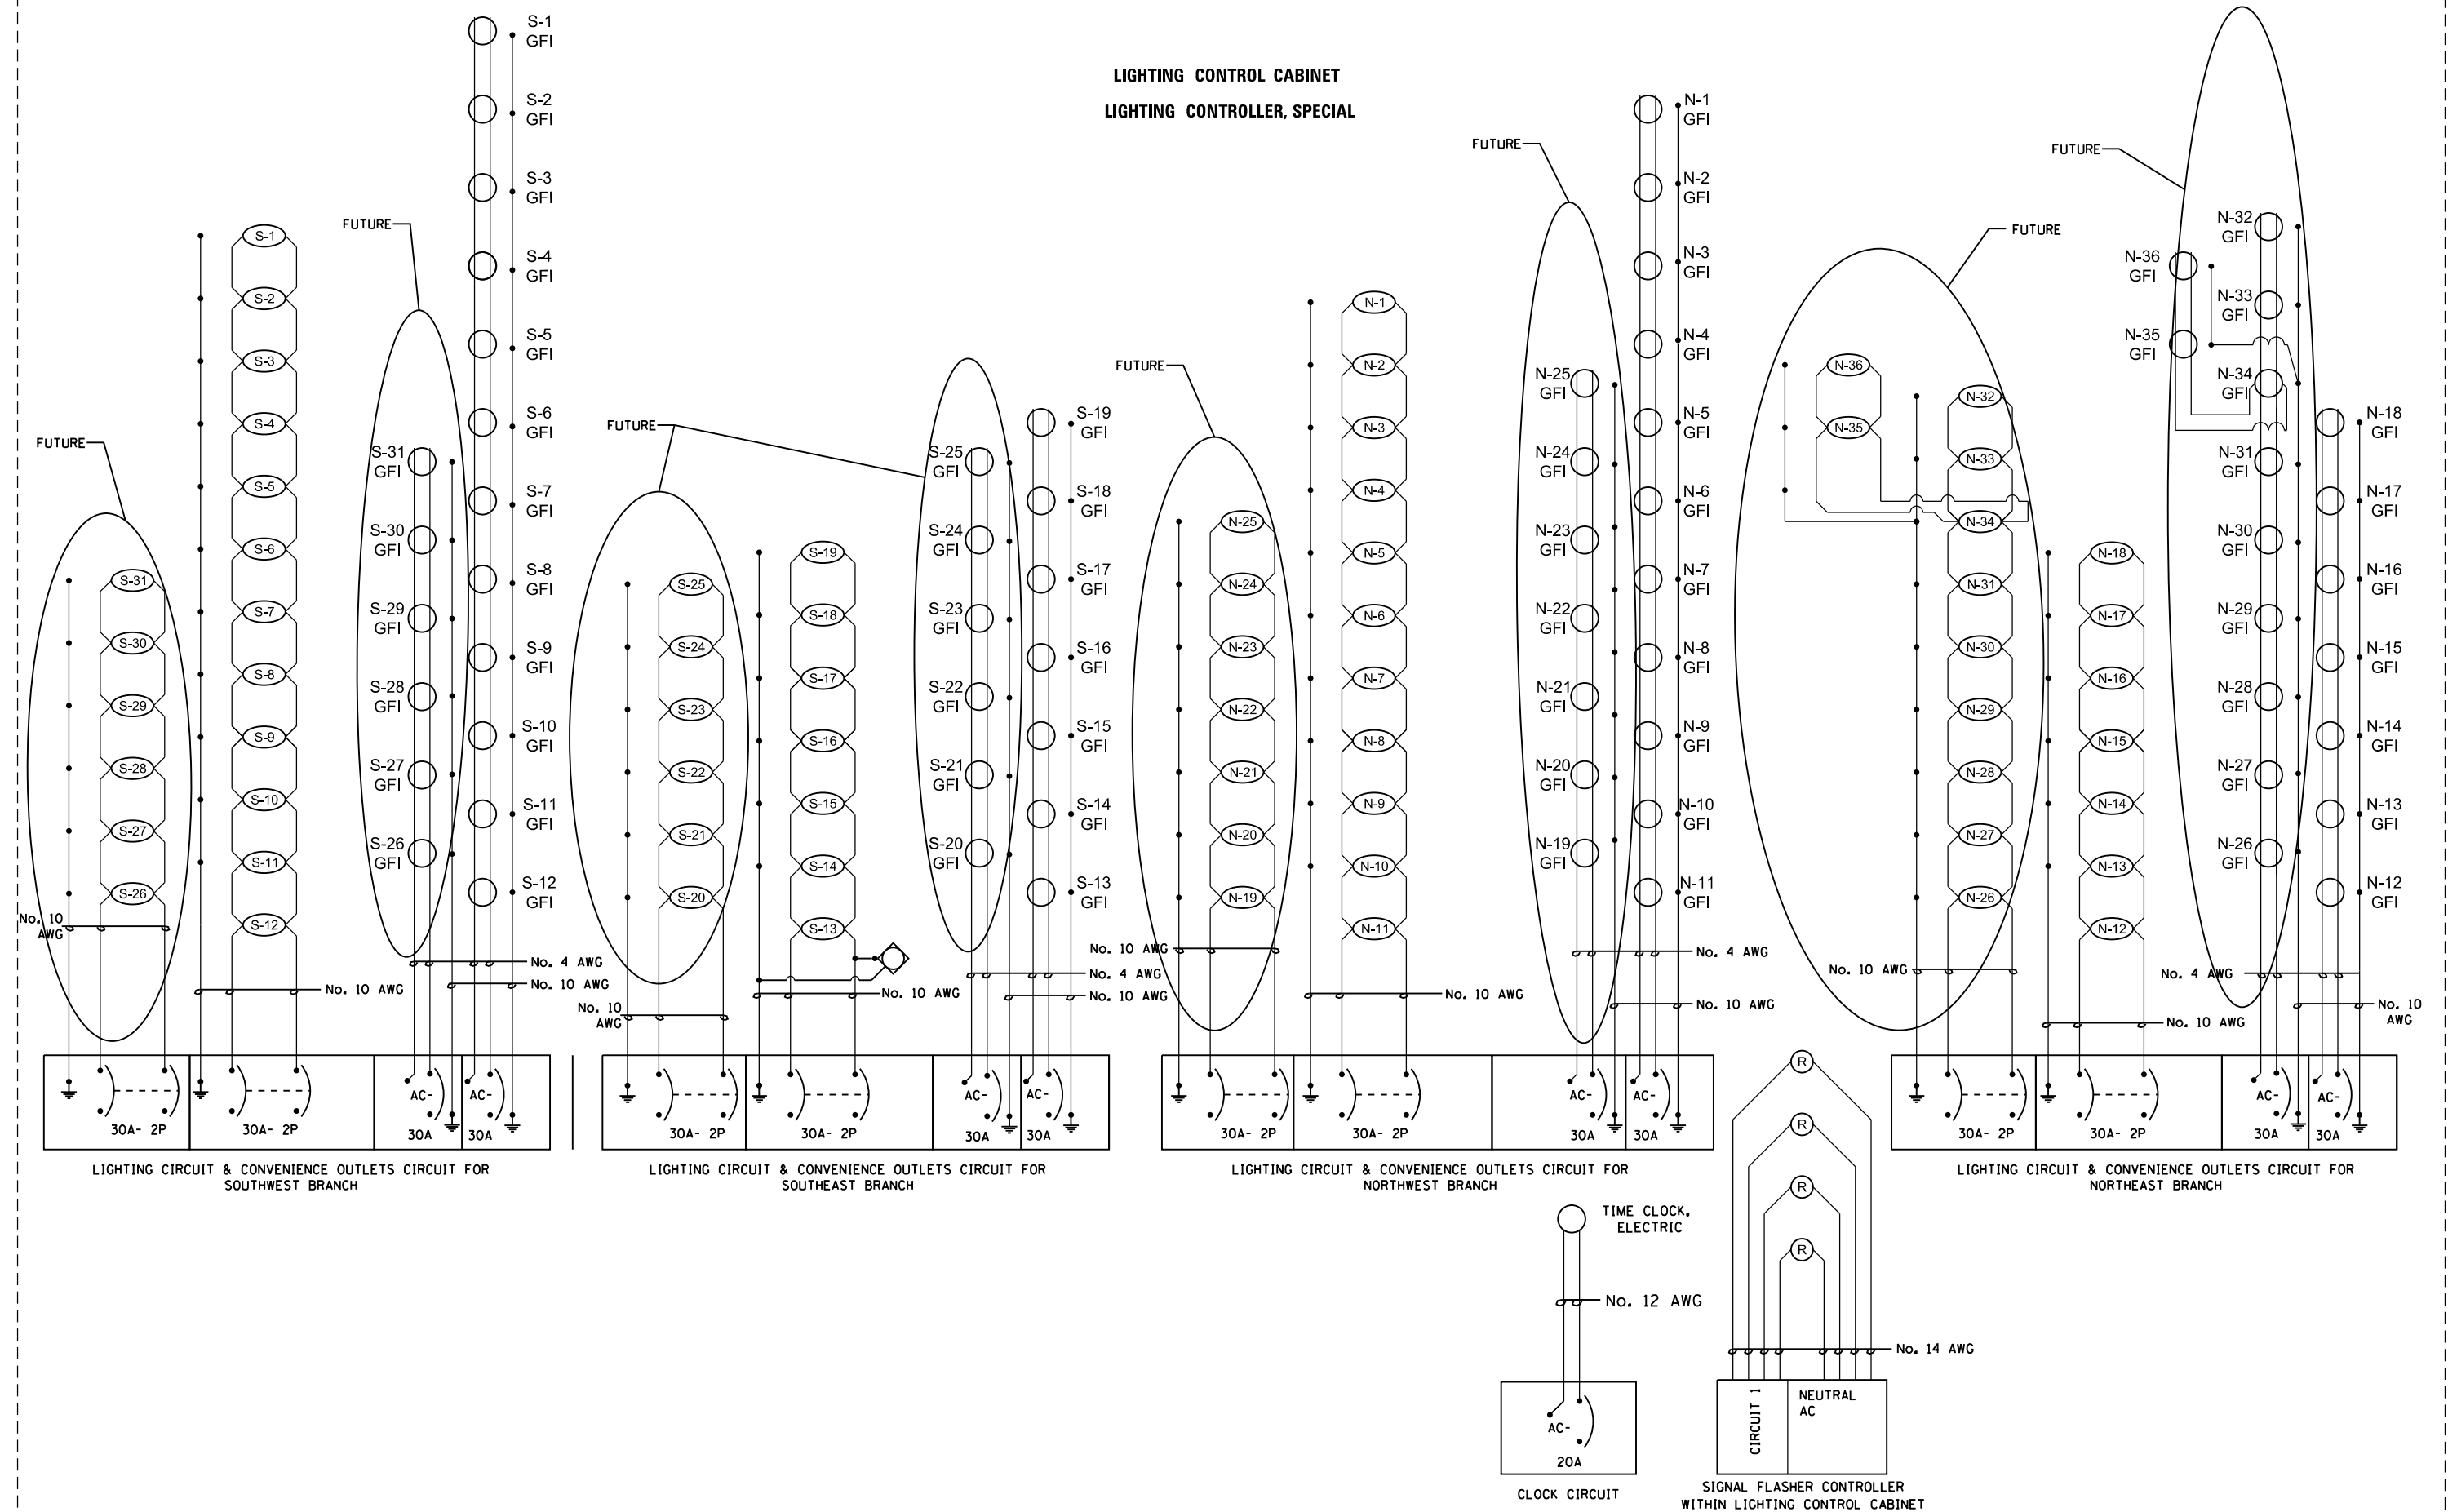 LIGHTING CONTROL CABINET
LIGHTING CONTROLLER, SPECIAL
FUTURE
S-31
S-30
S-29
S-28
S-27
S-26
No. 10
AWG
S-1
S-2
S-3
S-4
S-5
S-6
S-7
S-8
S-9
S-10
S-11
S-12
No. 10 AWG
FUTURE
S-31
GFI
S-30
GFI
S-29
GFI
S-28
GFI
S-27
GFI
S-26
GFI
S-1
GFI
S-2
GFI
S-3
GFI
S-4
GFI
S-5
GFI
S-6
GFI
S-7
GFI
S-8
GFI
S-9
GFI
S-10
GFI
S-11
GFI
S-12
GFI
No. 4 AWG
No. 10 AWG
30A- 2P
30A- 2P
AC-
30A
AC-
30A
LIGHTING CIRCUIT & CONVENIENCE OUTLETS CIRCUIT FOR
SOUTHWEST BRANCH
FUTURE
S-25
S-24
S-23
S-22
S-21
S-20
No. 10
AWG
S-19
S-18
S-17
S-16
S-15
S-14
S-13
No. 10 AWG
S-25
GFI
S-24
GFI
S-23
GFI
S-22
GFI
S-21
GFI
S-20
GFI
S-19
GFI
S-18
GFI
S-17
GFI
S-16
GFI
S-15
GFI
S-14
GFI
S-13
GFI
No. 4 AWG
No. 10 AWG
30A- 2P
30A- 2P
AC-
30A
AC-
30A
LIGHTING CIRCUIT & CONVENIENCE OUTLETS CIRCUIT FOR
SOUTHEAST BRANCH
FUTURE
N-25
N-24
N-23
N-22
N-21
N-20
N-19
No. 10 AWG
N-1
N-2
N-3
N-4
N-5
N-6
N-7
N-8
N-9
N-10
N-11
No. 10 AWG
FUTURE
N-25
GFI
N-24
GFI
N-23
GFI
N-22
GFI
N-21
GFI
N-20
GFI
N-19
GFI
N-1
GFI
N-2
GFI
N-3
GFI
N-4
GFI
N-5
GFI
N-6
GFI
N-7
GFI
N-8
GFI
N-9
GFI
N-10
GFI
N-11
GFI
No. 4 AWG
No. 10 AWG
30A- 2P
30A- 2P
AC-
30A
AC-
30A
LIGHTING CIRCUIT & CONVENIENCE OUTLETS CIRCUIT FOR
NORTHWEST BRANCH
FUTURE
N-36
N-35
N-32
N-33
N-34
N-31
N-30
N-29
N-28
N-27
N-26
No. 10 AWG
N-18
N-17
N-16
N-15
N-14
N-13
N-12
No. 10 AWG
FUTURE
N-36
GFI
N-35
GFI
N-32
GFI
N-33
GFI
N-34
GFI
N-31
GFI
N-30
GFI
N-29
GFI
N-28
GFI
N-27
GFI
N-26
GFI
N-18
GFI
N-17
GFI
N-16
GFI
N-15
GFI
N-14
GFI
N-13
GFI
N-12
GFI
No. 4 AWG
No. 10
AWG
30A- 2P
30A- 2P
AC-
30A
AC-
30A
LIGHTING CIRCUIT & CONVENIENCE OUTLETS CIRCUIT FOR
NORTHEAST BRANCH
TIME CLOCK,
ELECTRIC
No. 12 AWG
AC-
20A
CLOCK CIRCUIT
R
R
R
R
No. 14 AWG
CIRCUIT 1
NEUTRAL
AC
SIGNAL FLASHER CONTROLLER
WITHIN LIGHTING CONTROL CABINET